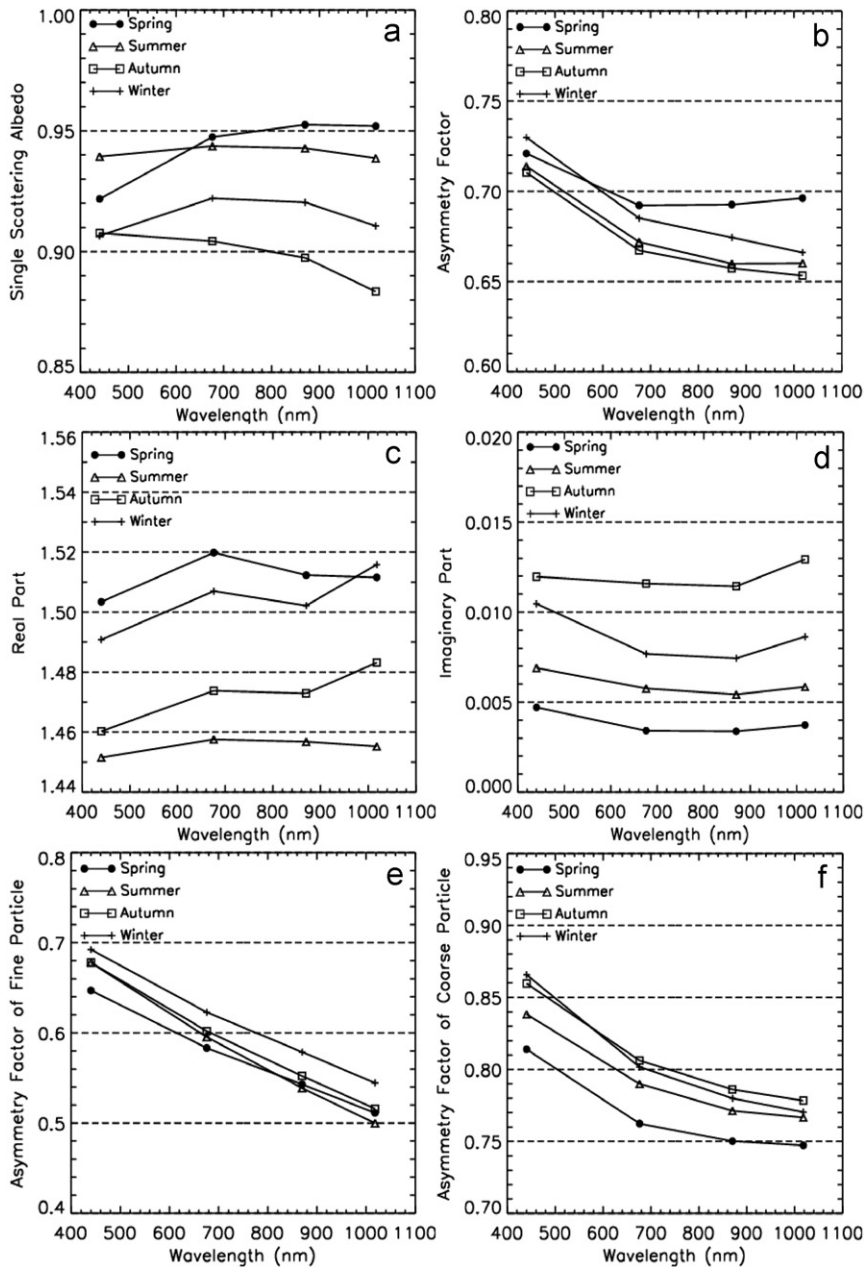 a
Spring
Summer
Autumn
Winter
Single Scattering Albedo
1.00
0.95
0.90
0.85
400 500 600 700 800 900 1000 1100
Wavelength (nm)
b
Spring
Summer
Autumn
Winter
Asymmetry Factor
0.80
0.75
0.70
0.65
0.60
400 500 600 700 800 900 1000 1100
Wavelength (nm)
c
Spring
Summer
Autumn
Winter
Real Part
1.56
1.54
1.52
1.50
1.48
1.46
1.44
400 500 600 700 800 900 1000 1100
Wavelength (nm)
d
Spring
Summer
Autumn
Winter
Imaginary Part
0.020
0.015
0.010
0.005
0.000
400 500 600 700 800 900 1000 1100
Wavelength (nm)
e
Spring
Summer
Autumn
Winter
Asymmetry Factor of Fine Particle
0.8
0.7
0.6
0.5
0.4
400 500 600 700 800 900 1000 1100
Wavelength (nm)
f
Spring
Summer
Autumn
Winter
Asymmetry Factor of Coarse Particle
0.95
0.90
0.85
0.80
0.75
0.70
400 500 600 700 800 900 1000 1100
Wavelength (nm)